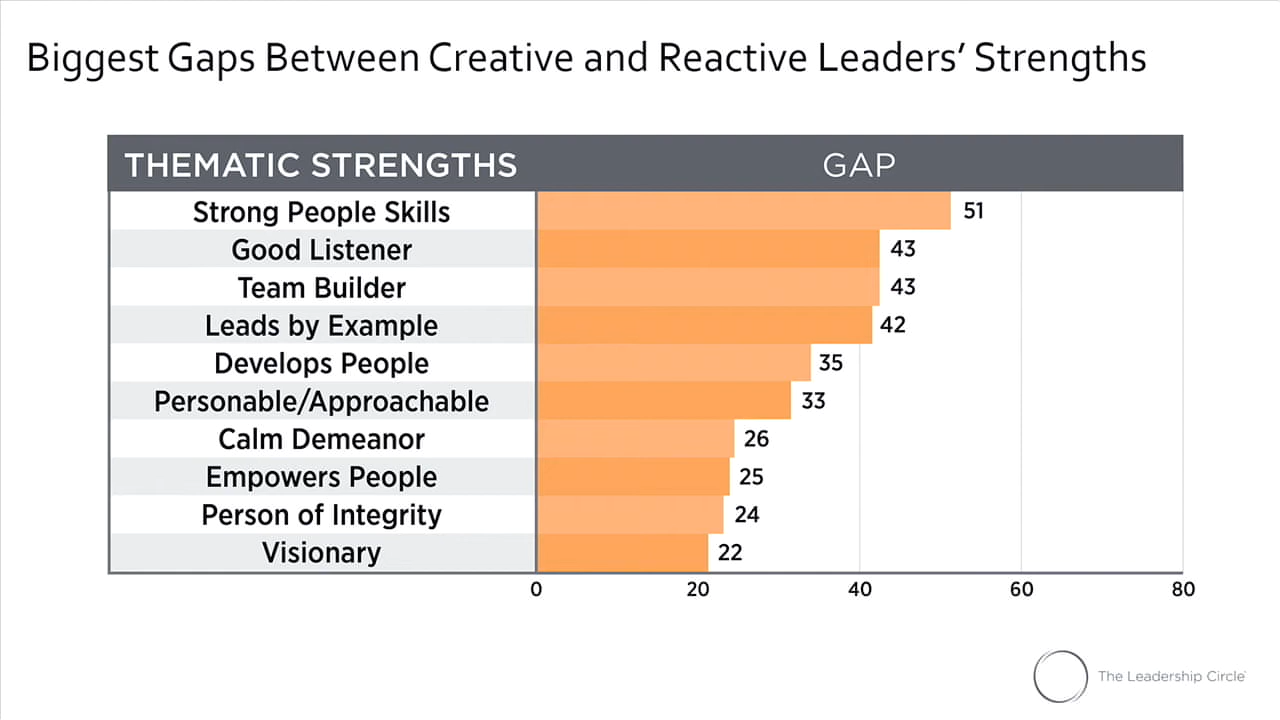 Biggest Gaps Between Creative and Reactive Leaders’ Strengths
THEMATIC STRENGTHS GAP
Strong People Skills 51
Good Listener 43
Team Builder 43
Leads by Example 42
Develops People 35
Personable/Approachable 33
Calm Demeanor 26
Empowers People 25
Person of Integrity 24
Visionary 22
0 20 40 60 80
The Leadership Circle